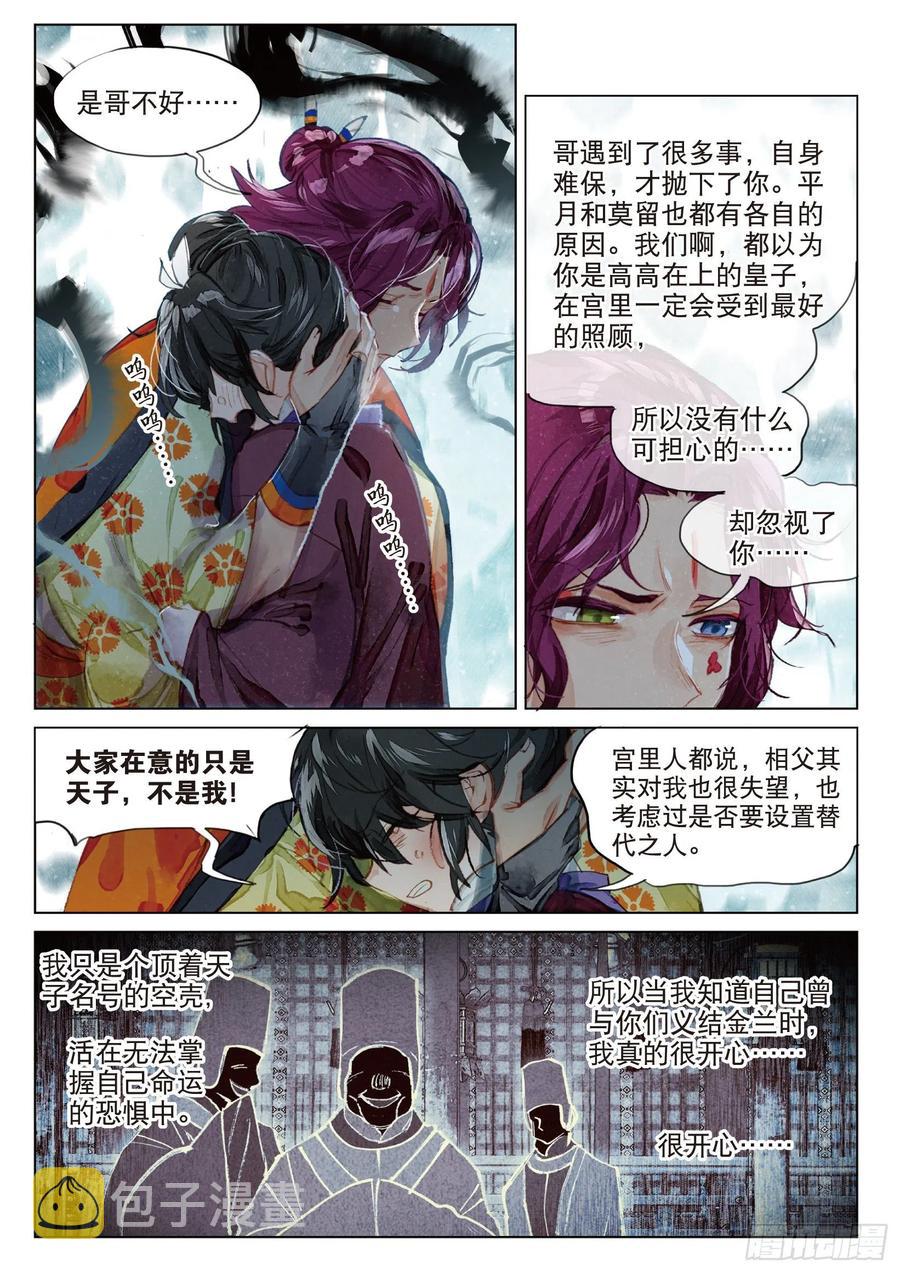 是哥不好……
哥遇到了很多事，自身
难保，才抛下了你。平
月和莫留也都有各自的
原因。我们啊，都以为
你是高高在上的皇子，
在宫里一定会受到最好
的照顾，
所以没有什么
可担心的……
却忽视了
你……
呜呜呜……
呜呜呜……
大家在意的只是
天子，不是我！
宫里人都说，相父其
实对我也很失望，也
考虑过是否要设置替
代之人。
我只是个顶着天
子名号的空壳，
活在无法掌
握自己命运
的恐惧中。
所以当我知道自己曾
与你们义结金兰时，
我真的很开心……
很开心……
包子漫畫
腾讯动漫